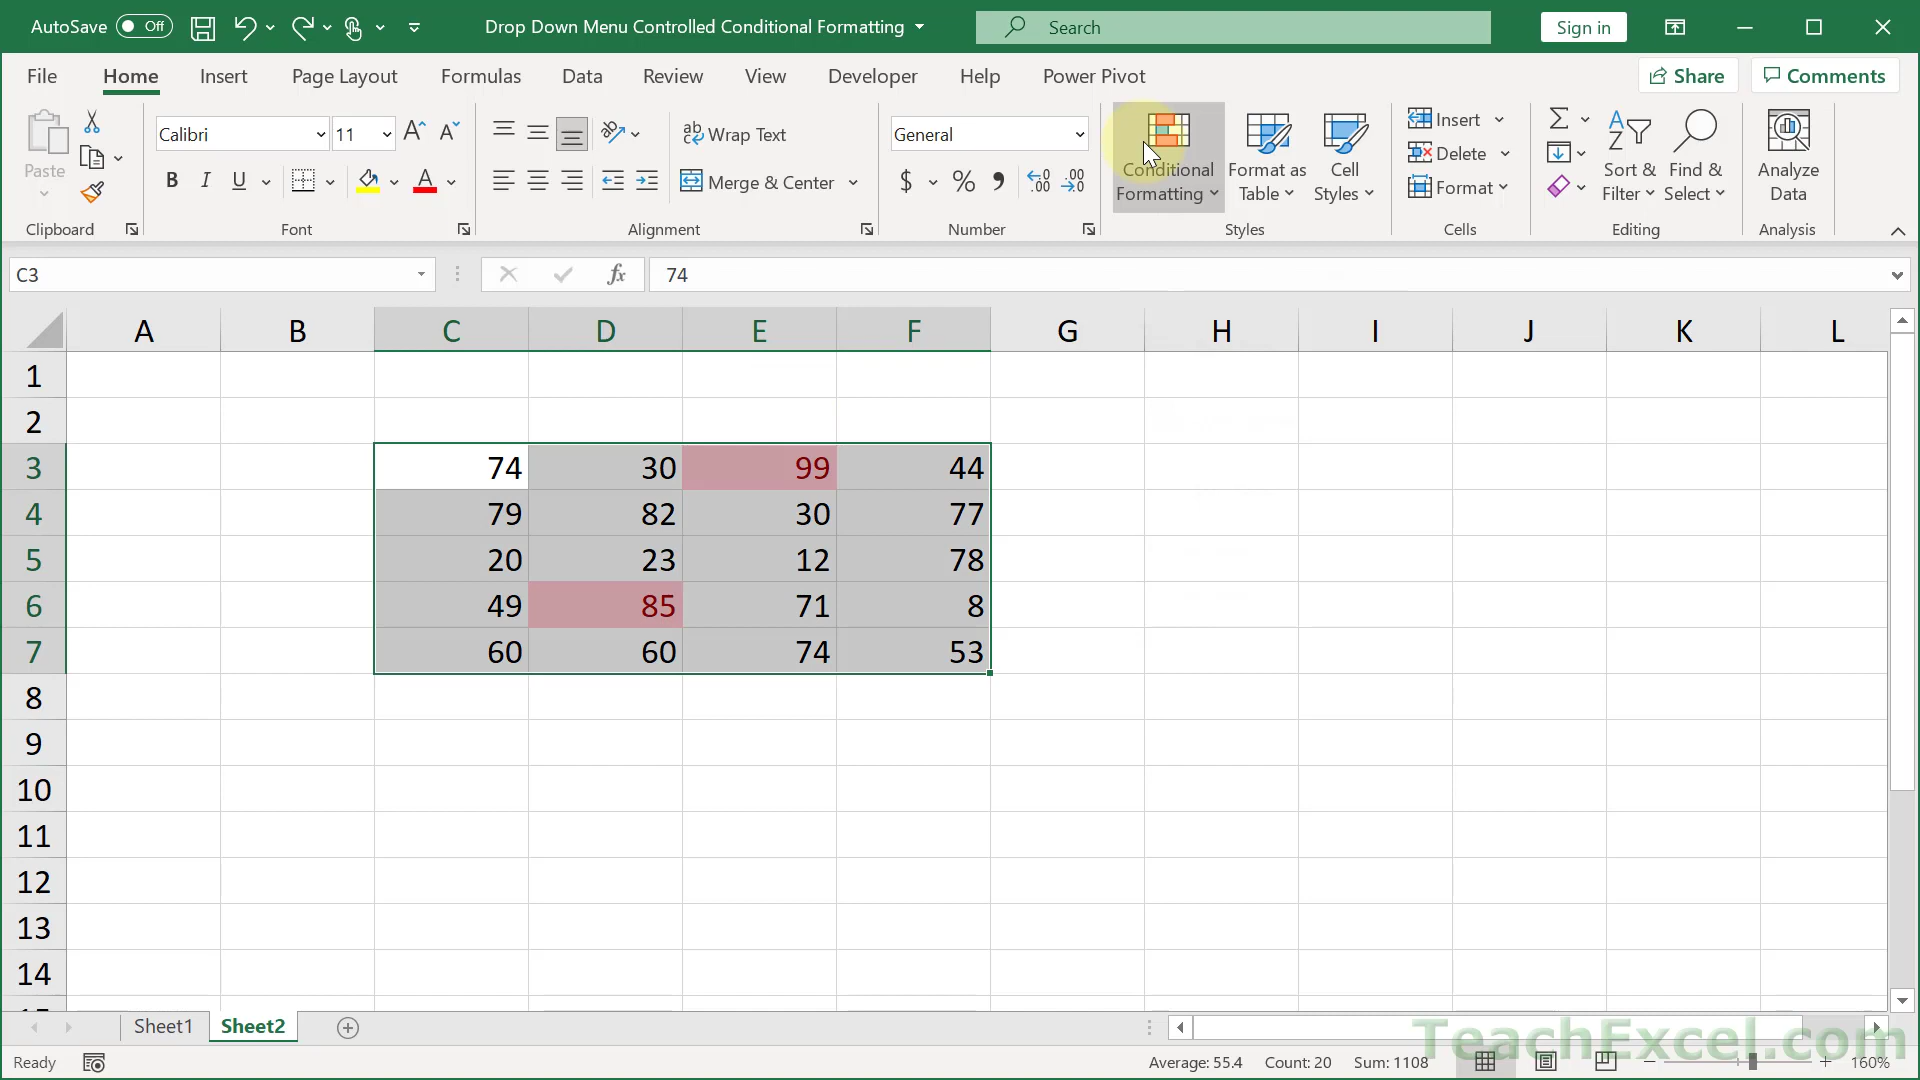 AutoSave Off Drop Down Menu Controlled Conditional Formatting Search Sign in
File Home Insert Page Layout Formulas Data Review View Developer Help Power Pivot Share Comments
Paste
Clipboard
Calibri 11
B I U A
Font
ab Wrap Text
Merge & Center
Alignment
General
$ % , .00 .00
Number
Conditional Formatting
Format as Table
Cell Styles
Styles
Insert
Delete
Format
Cells
Sort & Filter
Find & Select
Editing
Analyze Data
Analysis
C3 fx 74
A B C D E F G H I J K L
1
2
3 74 30 99 44
4 79 82 30 77
5 20 23 12 78
6 49 85 71 8
7 60 60 74 53
8
9
10
11
12
13
14
Sheet1 Sheet2
TeachExcel.com
Ready Average: 55.4 Count: 20 Sum: 1108 160%